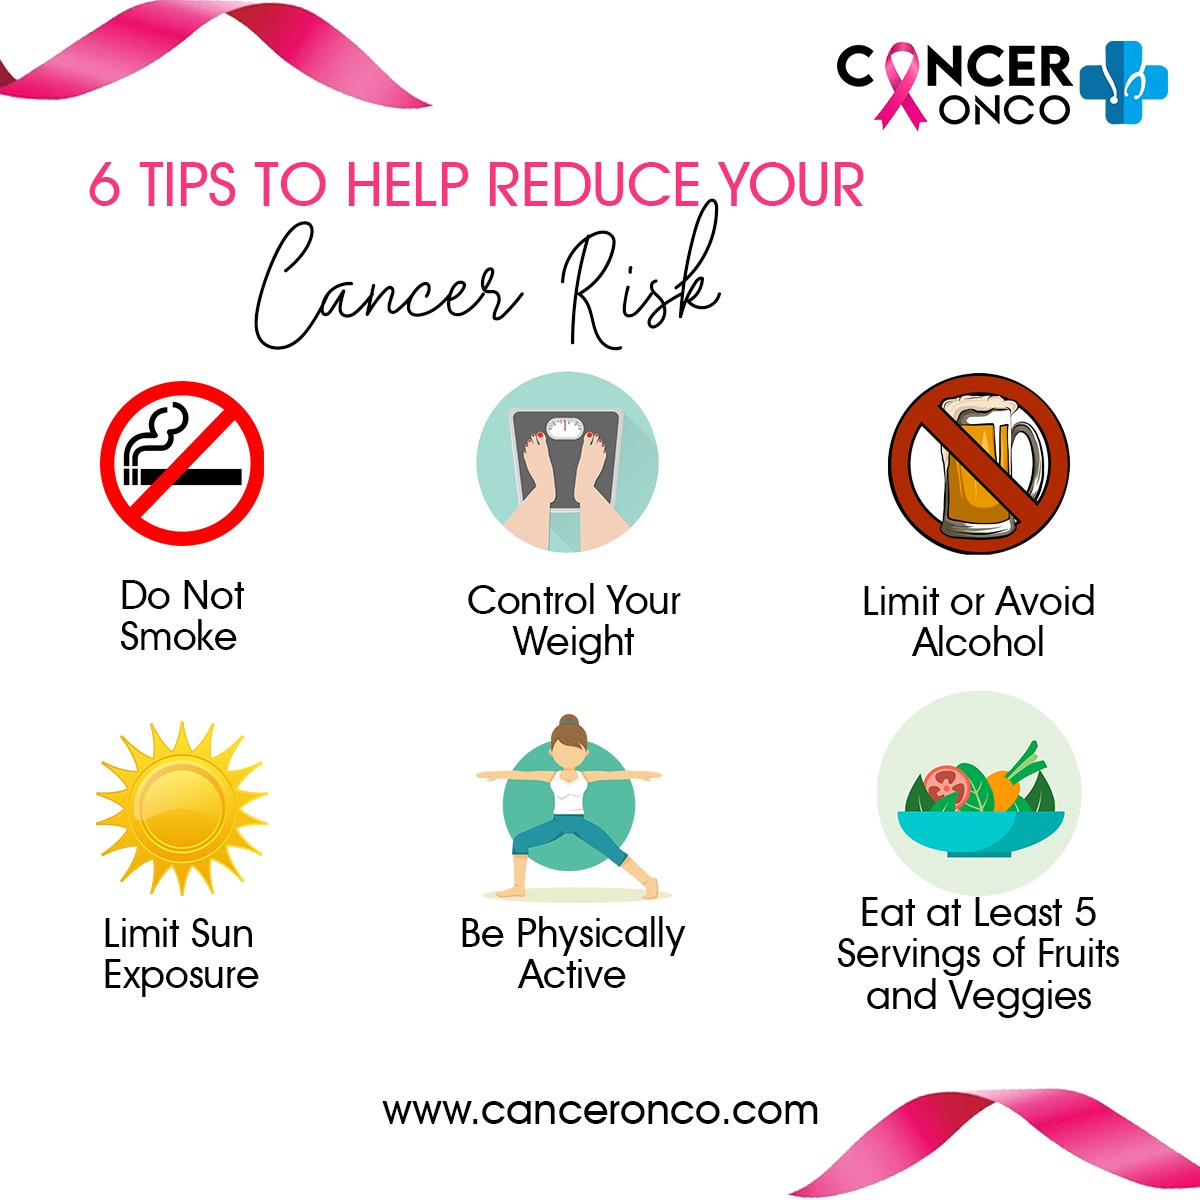 CANCER
ONCO
6 TIPS TO HELP REDUCE YOUR
Cancer Risk
Do Not
Smoke
Control Your
Weight
Limit or Avoid
Alcohol
Limit Sun
Exposure
Be Physically
Active
Eat at Least 5
Servings of Fruits
and Veggies
www.canceronco.com